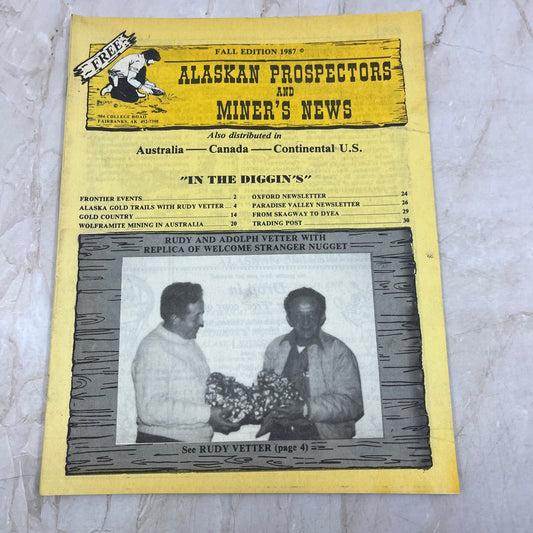 FREE
FALL EDITION 1987 ©
ALASKAN PROSPECTORS
AND
MINER'S NEWS
504 COLLEGE ROAD
FAIRBANKS, AK
Also distributed in
Australia — Canada — Continental U.S.
"IN THE DIGGIN'S"
FRONTIER EVENTS 2
ALASKA GOLD TRAILS WITH RUDY VETTER 4
GOLD COUNTRY 14
WOLFRAMITE MINING IN AUSTRALIA 20
OXFORD NEWSLETTER 24
PARADISE VALLEY NEWSLETTER 26
FROM SKAGWAY TO DYEA 29
TRADING POST 30
RUDY AND ADOLPH VETTER WITH
REPLICA OF WELCOME STRANGER NUGGET
See RUDY VETTER (page 4)